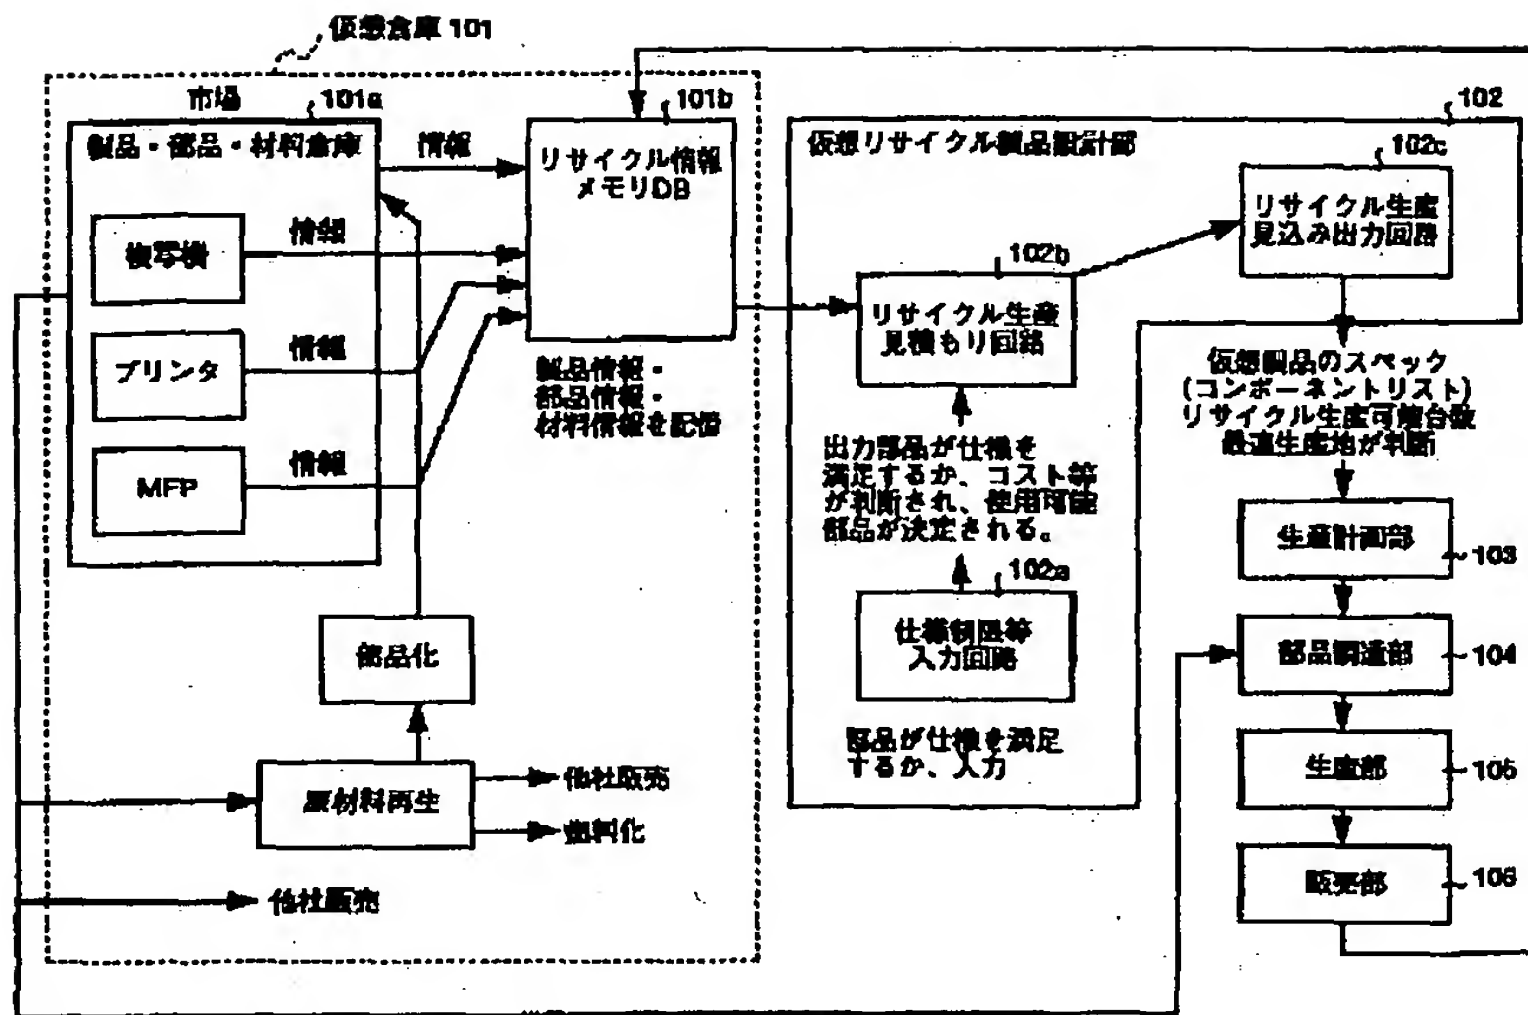 仮想倉庫 101
市場
101a
製品・部品・材料倉庫
情報
複写機
情報
プリンタ
情報
MFP
情報
101b
リサイクル情報
メモリDB
製品情報・
部品情報・
材料情報を配信
部品化
原材料再生
他社販売
燃料化
他社販売
102
仮想リサイクル製品設計部
102c
リサイクル生産
見込み出力回路
102b
リサイクル生産
見積もり回路
出力部品が仕様を
満足するか、コスト等
が判断され、使用可能
部品が決定される。
102a
仕様制限等
入力回路
部品が仕様を満足
するか、入力
仮想製品のスペック
(コンポーネントリスト)
リサイクル生産可能台数
最適生産地が判断
生産計画部
103
部品調達部
104
生産部
105
販売部
106